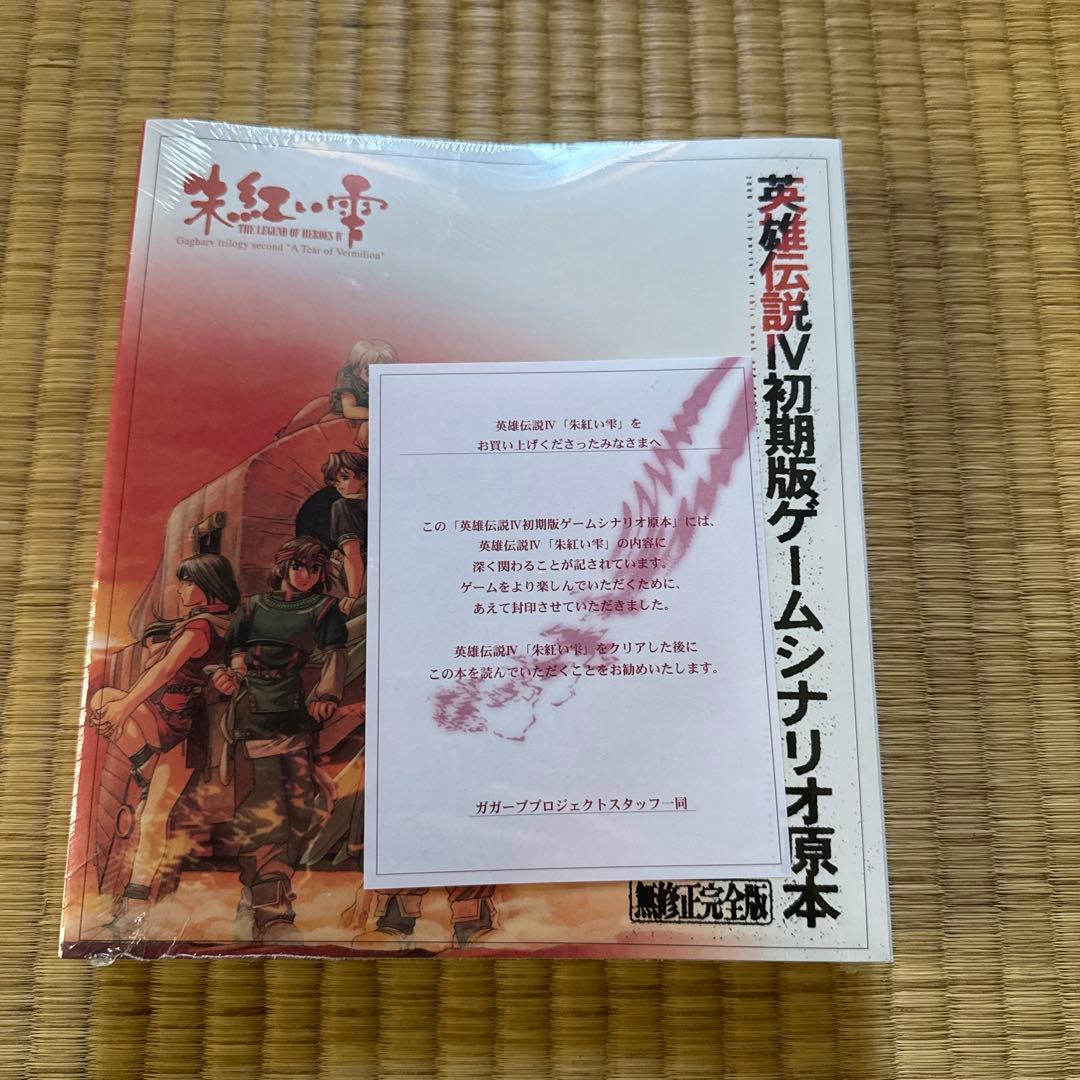 朱紅い雫
THE LEGEND OF HEROES IV
Gagharv trilogy second "A Tear of Vermilion"
英雄伝説Ⅳ初期版ゲームシナリオ原本
無修正完全版
英雄伝説Ⅳ「朱紅い雫」を
お買い上げくださったみなさまへ
この「英雄伝説Ⅳ初期版ゲームシナリオ原本」には、
英雄伝説Ⅳ「朱紅い雫」の内容に
深く関わることが記されています。
ゲームをより楽しんでいただくために、
あえて封印させていただきました。
英雄伝説Ⅳ「朱紅い雫」をクリアした後に
この本を読んでいただくことをお勧めいたします。
ガガーブプロジェクトスタッフ一同